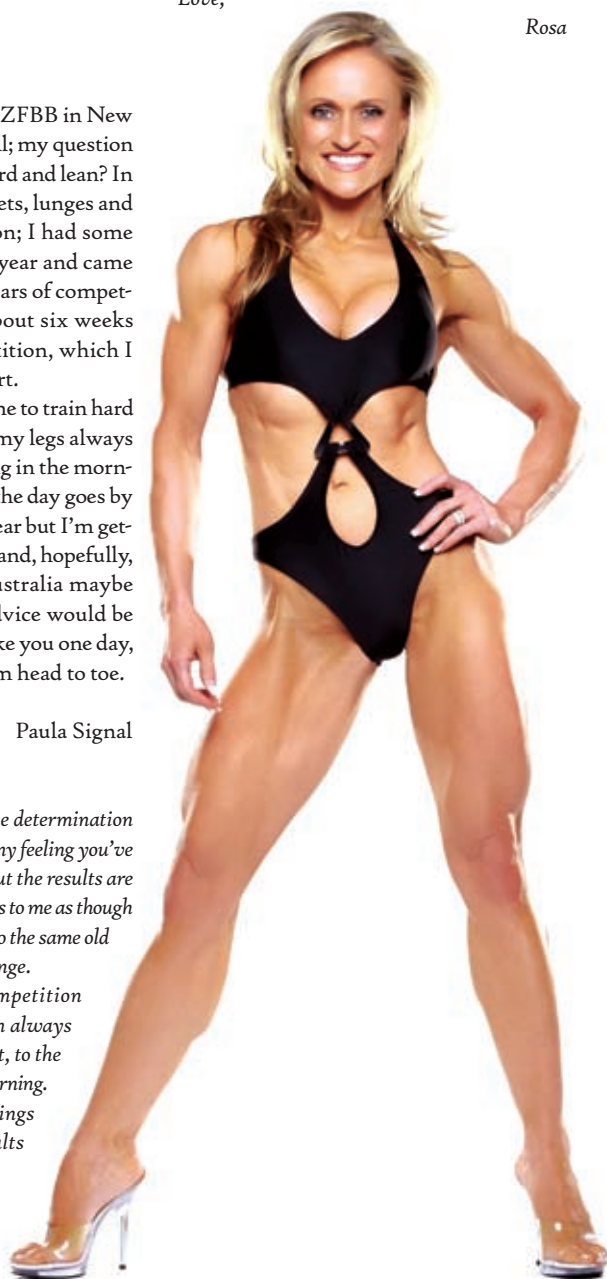 Love,
Rosa
ZFBB in New
l; my question
rd and lean? In
ets, lunges and
on; I had some
year and came
ars of compet-
out six weeks
tition, which I
rt.
ne to train hard
my legs always
g in the morn-
he day goes by
ear but I'm get-
and, hopefully,
ustralia maybe
dvice would be
ke you one day,
m head to toe.
Paula Signal
e determination
ny feeling you've
ut the results are
s to me as though
o the same old
nge.
mpetition
n always
t, to the
rning.
ings
lts